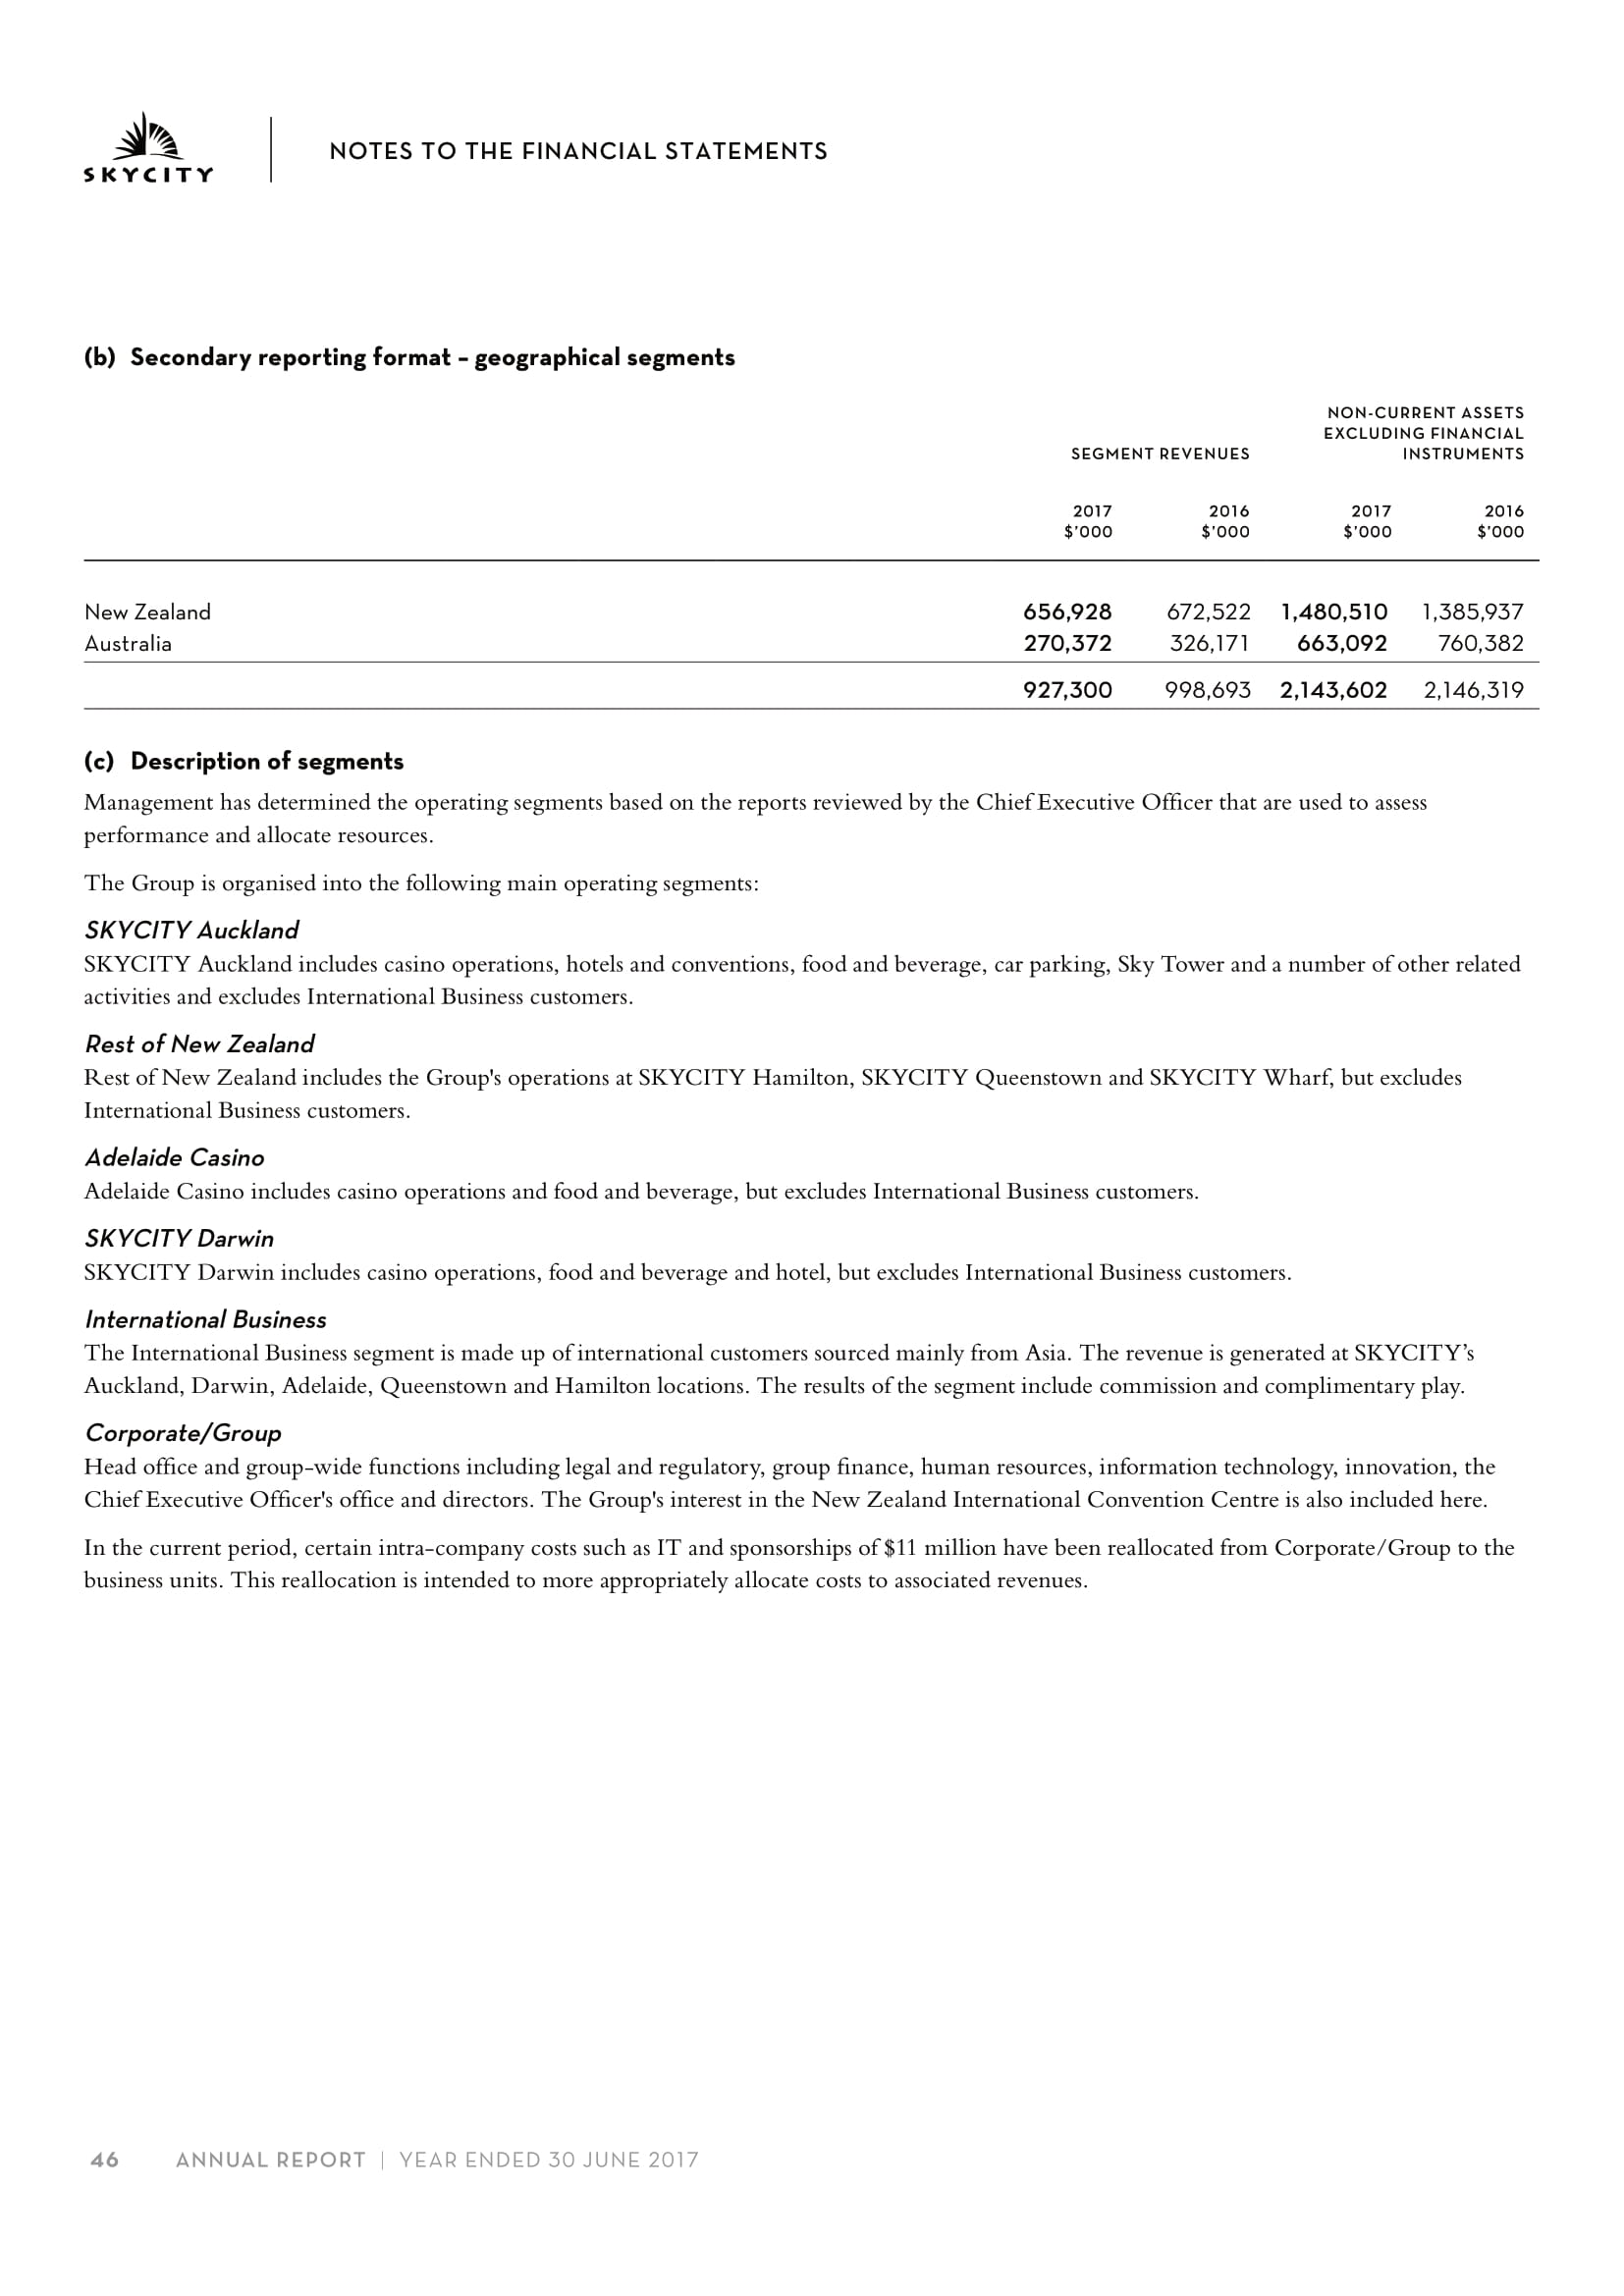 SKYCITY
NOTES TO THE FINANCIAL STATEMENTS
(b) Secondary reporting format – geographical segments
NON-CURRENT ASSETS
EXCLUDING FINANCIAL
SEGMENT REVENUES INSTRUMENTS
2017 2016 2017 2016
$'000 $'000 $'000 $'000
New Zealand 656,928 672,522 1,480,510 1,385,937
Australia 270,372 326,171 663,092 760,382
927,300 998,693 2,143,602 2,146,319
(c) Description of segments
Management has determined the operating segments based on the reports reviewed by the Chief Executive Officer that are used to assess
performance and allocate resources.
The Group is organised into the following main operating segments:
SKYCITY Auckland
SKYCITY Auckland includes casino operations, hotels and conventions, food and beverage, car parking, Sky Tower and a number of other related
activities and excludes International Business customers.
Rest of New Zealand
Rest of New Zealand includes the Group's operations at SKYCITY Hamilton, SKYCITY Queenstown and SKYCITY Wharf, but excludes
International Business customers.
Adelaide Casino
Adelaide Casino includes casino operations and food and beverage, but excludes International Business customers.
SKYCITY Darwin
SKYCITY Darwin includes casino operations, food and beverage and hotel, but excludes International Business customers.
International Business
The International Business segment is made up of international customers sourced mainly from Asia. The revenue is generated at SKYCITY’s
Auckland, Darwin, Adelaide, Queenstown and Hamilton locations. The results of the segment include commission and complimentary play.
Corporate/Group
Head office and group-wide functions including legal and regulatory, group finance, human resources, information technology, innovation, the
Chief Executive Officer's office and directors. The Group's interest in the New Zealand International Convention Centre is also included here.
In the current period, certain intra-company costs such as IT and sponsorships of $11 million have been reallocated from Corporate/Group to the
business units. This reallocation is intended to more appropriately allocate costs to associated revenues.
46 ANNUAL REPORT | YEAR ENDED 30 JUNE 2017